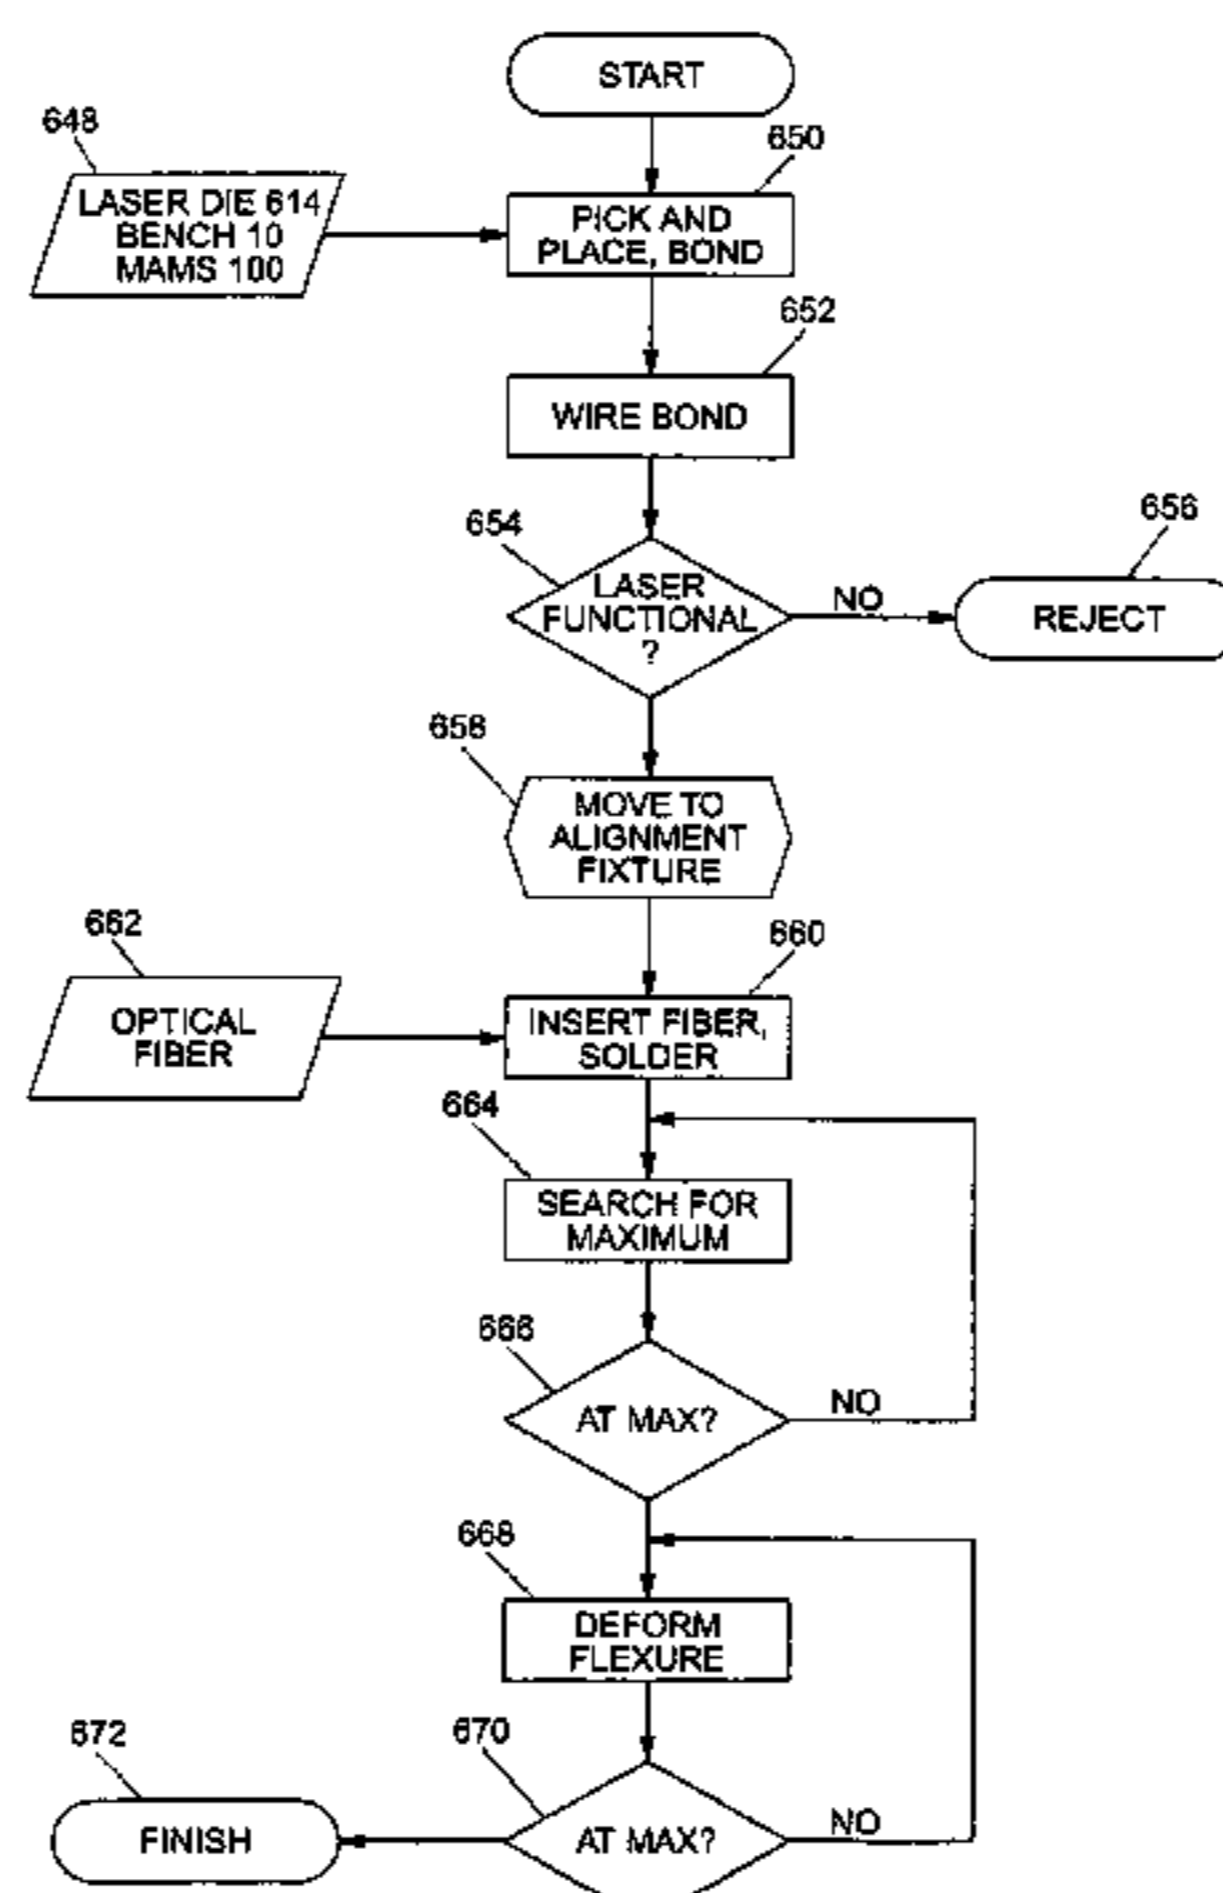 START
648
650
LASER DIE 614
BENCH 10
MAMS 100
PICK AND
PLACE, BOND
652
WIRE BOND
654
656
LASER
FUNCTIONAL
?
NO
REJECT
658
MOVE TO
ALIGNMENT
FIXTURE
662
660
OPTICAL
FIBER
INSERT FIBER,
SOLDER
664
SEARCH FOR
MAXIMUM
666
AT MAX?
NO
668
DEFORM
FLEXURE
672
670
FINISH
AT MAX?
NO